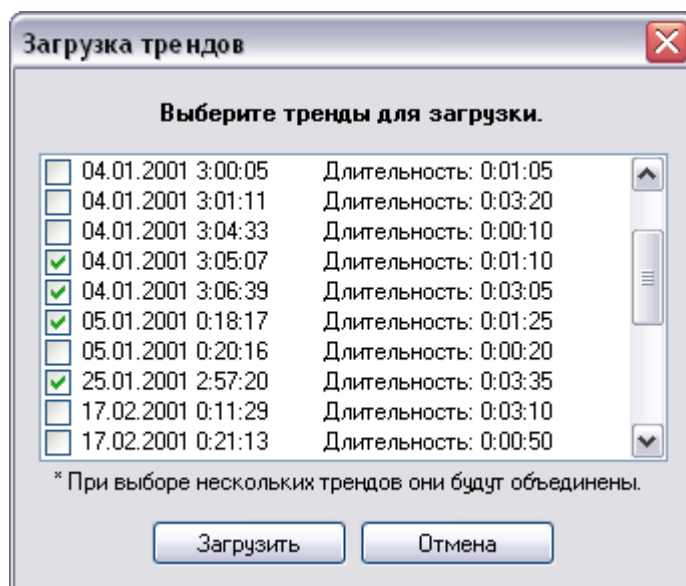 Загрузка трендов
Выберите тренды для загрузки.
04.01.2001 3:00:05 Длительность: 0:01:05
04.01.2001 3:01:11 Длительность: 0:03:20
04.01.2001 3:04:33 Длительность: 0:00:10
04.01.2001 3:05:07 Длительность: 0:01:10
04.01.2001 3:06:39 Длительность: 0:03:05
05.01.2001 0:18:17 Длительность: 0:01:25
05.01.2001 0:20:16 Длительность: 0:00:20
25.01.2001 2:57:20 Длительность: 0:03:35
17.02.2001 0:11:29 Длительность: 0:03:10
17.02.2001 0:21:13 Длительность: 0:00:50
* При выборе нескольких трендов они будут объединены.
Загрузить Отмена